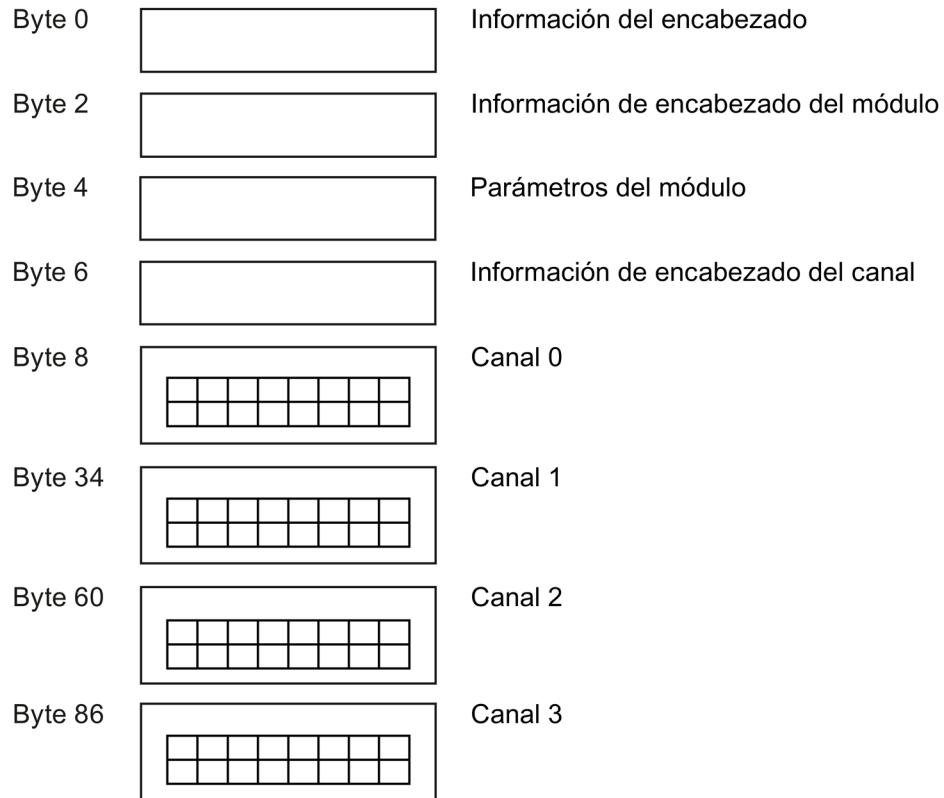 Byte 0 Información del encabezado
Byte 2 Información de encabezado del módulo
Byte 4 Parámetros del módulo
Byte 6 Información de encabezado del canal
Byte 8 Canal 0
Byte 34 Canal 1
Byte 60 Canal 2
Byte 86 Canal 3